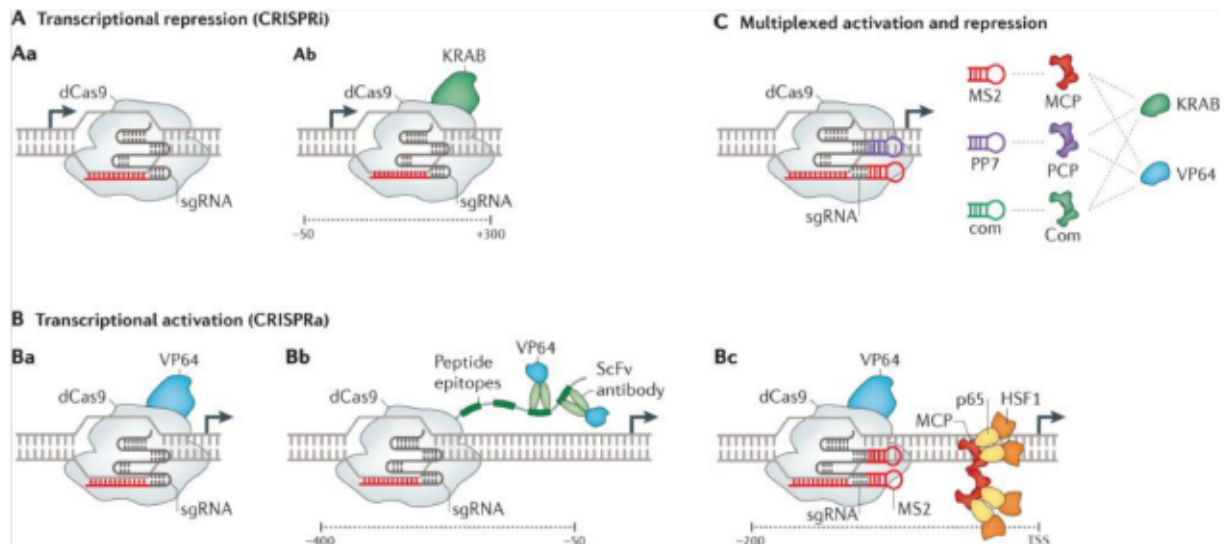 A Transcriptional repression (CRISPRi)
Aa
dCas9
sgRNA
Ab
KRAB
dCas9
sgRNA
-50
+300
C Multiplexed activation and repression
sgRNA
MS2
MCP
PP7
PCP
com
Com
KRAB
VP64
B Transcriptional activation (CRISPRa)
Ba
VP64
dCas9
sgRNA
Bb
Peptide
epitopes
VP64
ScFv
antibody
dCas9
sgRNA
-400
-50
Bc
VP64
dCas9
p65
HSF1
MCP
sgRNA
MS2
-200
TSS